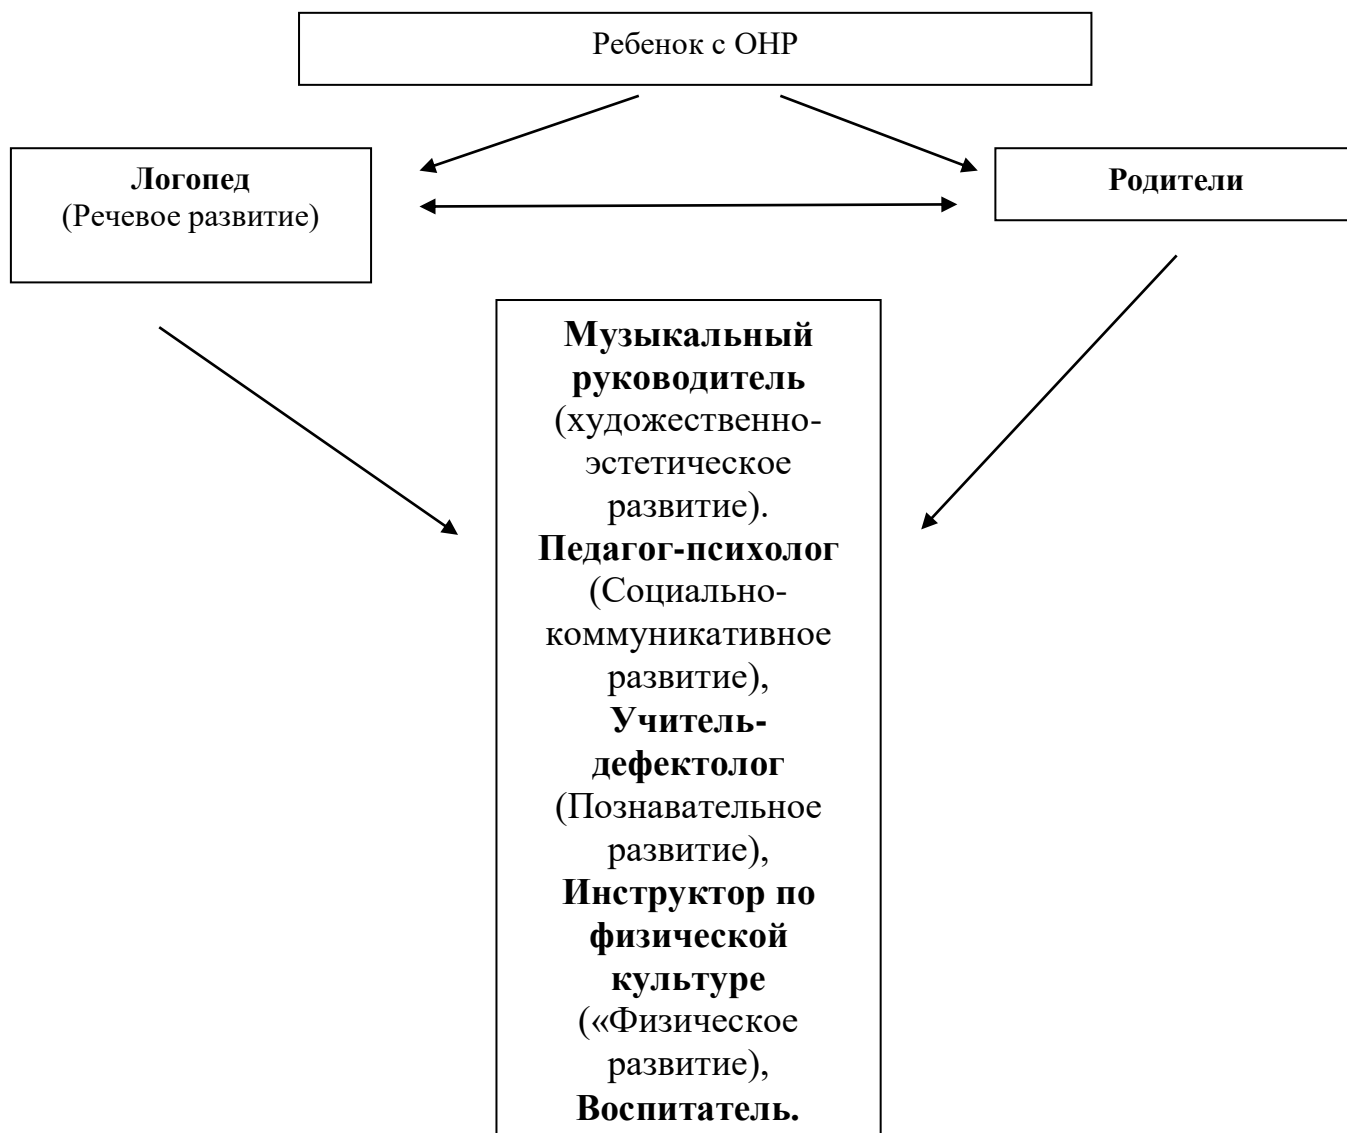 Ребенок с ОНР
Логопед
(Речевое развитие)
Родители
Музыкальный
руководитель
(художественно-
эстетическое
развитие).
Педагог-психолог
(Социально-
коммуникативное
развитие),
Учитель-
дефектолог
(Познавательное
развитие),
Инструктор по
физической
культуре
(«Физическое
развитие),
Воспитатель.